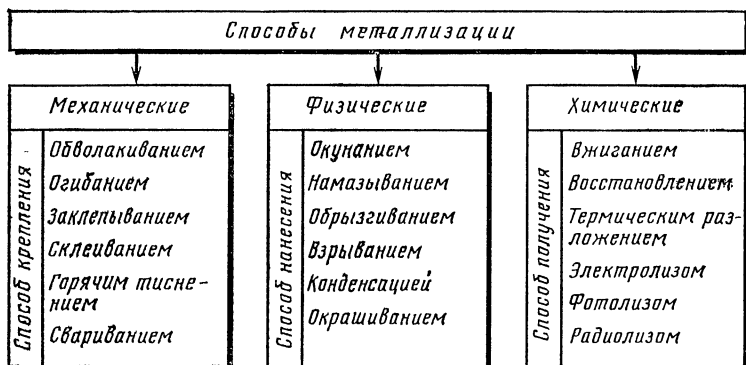 Способы металлизации
Механические
Способ крепления
Обволакиванием
Огибанием
Заклепыванием
Склеиванием
Горячим тисне-
нием
Свариванием
Физические
Способ нанесения
Окунанием
Намазыванием
Обрызгиванием
Взрыванием
Конденсацией
Окрашиванием
Химические
Способ получения
Вжиганием
Восстановлением
Термическим раз-
ложением
Электролизом
Фотолизом
Радиолизом